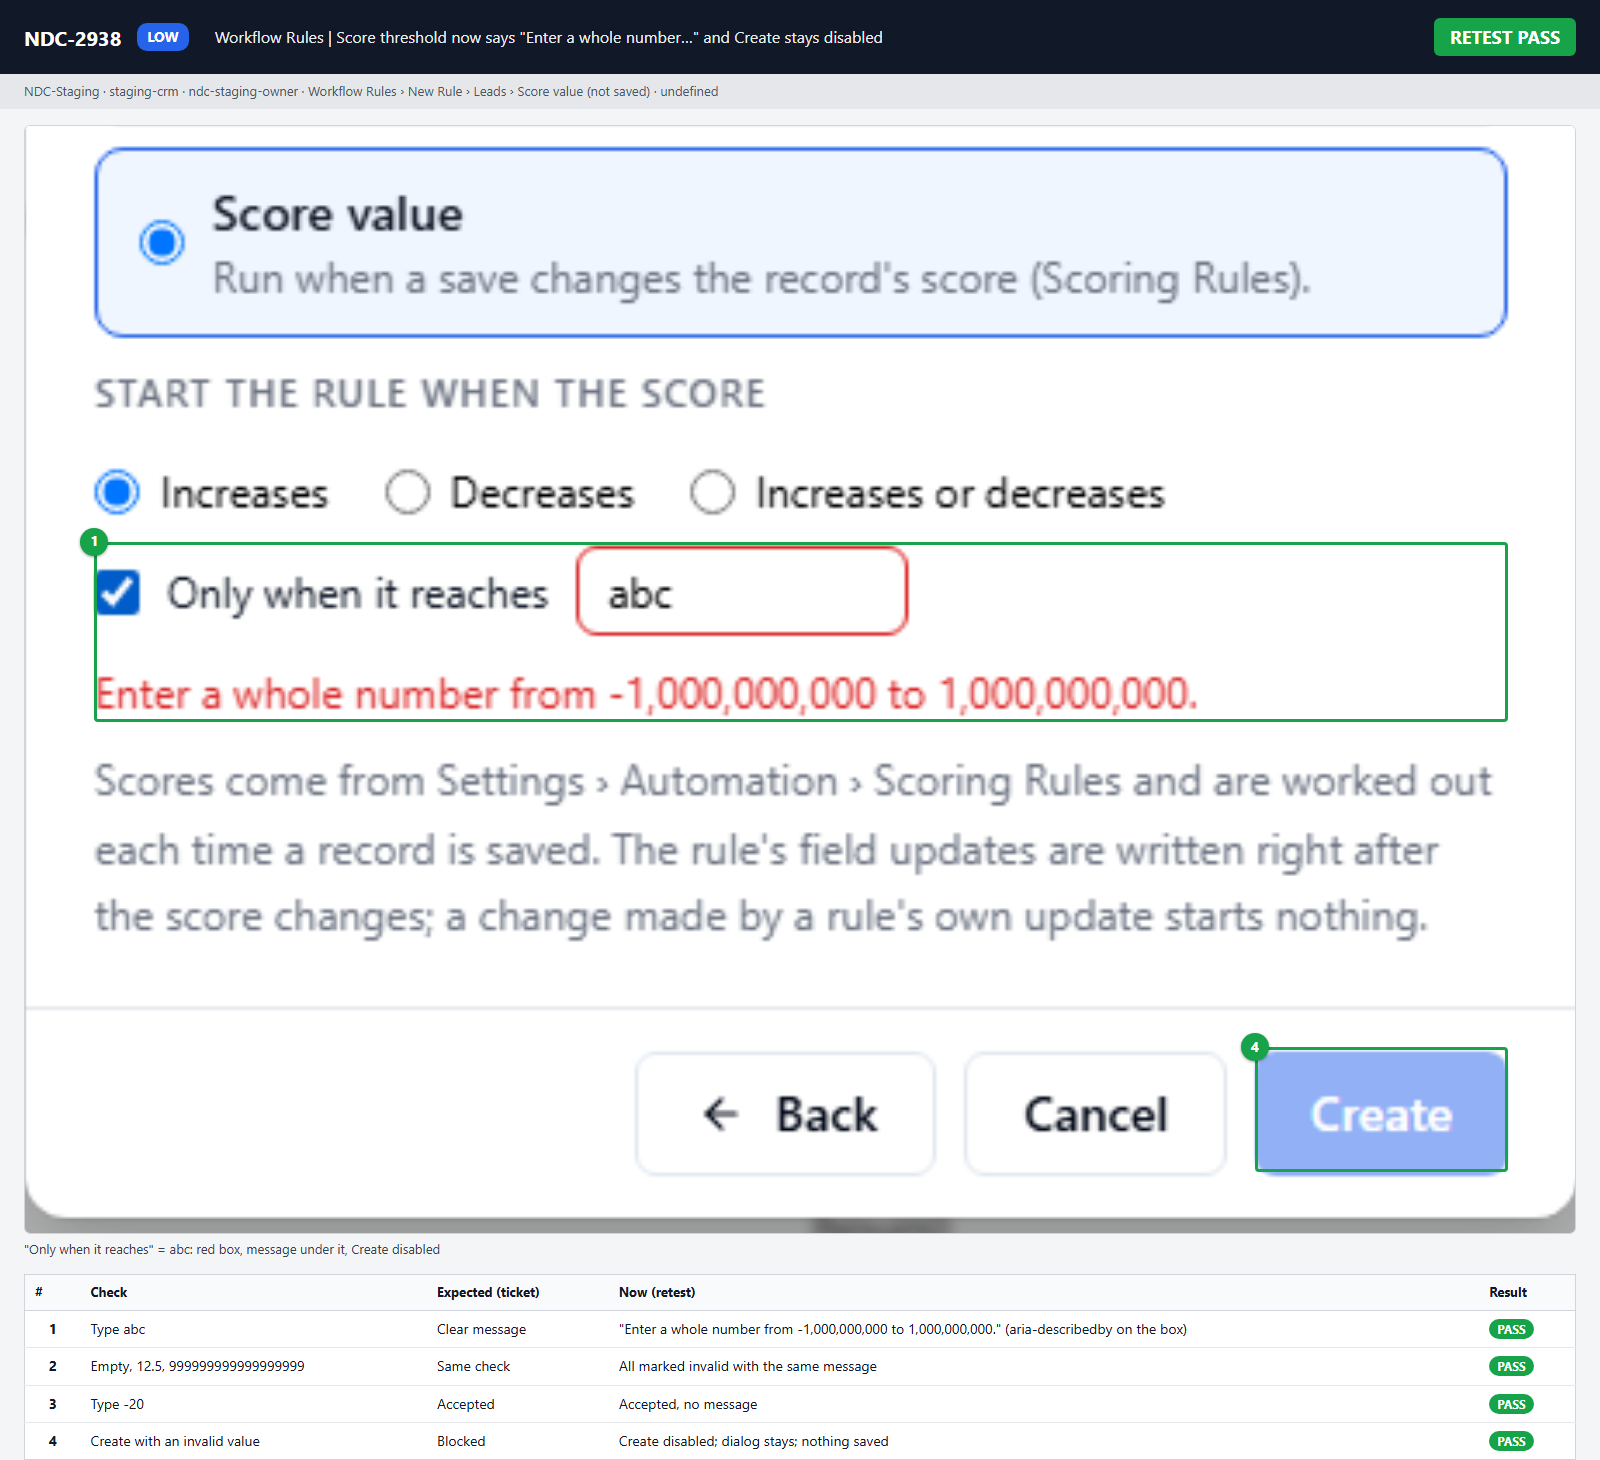 NDC-2938 LOW Workflow Rules | Score threshold now says "Enter a whole number..." and Create stays disabled RETEST PASS
NDC-Staging · staging-crm · ndc-staging-owner · Workflow Rules › New Rule › Leads › Score value (not saved) · undefined
Score value
Run when a save changes the record's score (Scoring Rules).
START THE RULE WHEN THE SCORE
Increases Decreases Increases or decreases
1
Only when it reaches abc
Enter a whole number from -1,000,000,000 to 1,000,000,000.
Scores come from Settings › Automation › Scoring Rules and are worked out
each time a record is saved. The rule's field updates are written right after
the score changes; a change made by a rule's own update starts nothing.
4
← Back Cancel Create
"Only when it reaches" = abc: red box, message under it, Create disabled
# Check Expected (ticket) Now (retest) Result
1 Type abc Clear message "Enter a whole number from -1,000,000,000 to 1,000,000,000." (aria-describedby on the box) PASS
2 Empty, 12.5, 999999999999999999 Same check All marked invalid with the same message PASS
3 Type -20 Accepted Accepted, no message PASS
4 Create with an invalid value Blocked Create disabled; dialog stays; nothing saved PASS